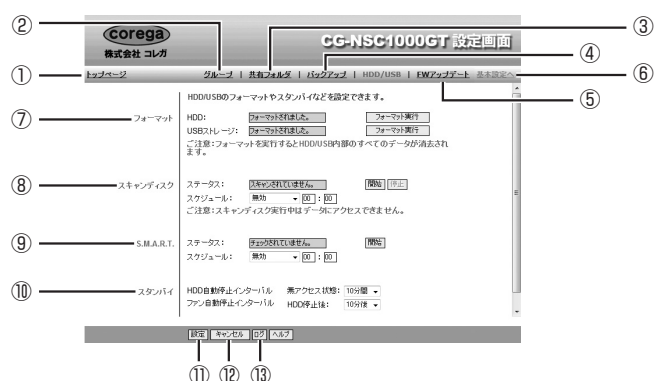 ② ③ ④
corega
株式会社 コレガ
CG-NSC1000GT 設定画面
① トップページ グループ | 共有フォルダ | バックアップ | HDD/USB | FWアップデート 基本設定へ ⑥
⑤
HDD/USBのフォーマットやスタンバイなどを設定できます。
⑦ フォーマット HDD: フォーマットされました。 フォーマット実行
USBストレージ: フォーマットされました。 フォーマット実行
ご注意:フォーマットを実行するとHDD/USB内部のすべてのデータが消去され
ます。
⑧ スキャンディスク ステータス: スキャンされていません。 開始 停止
スケジュール: 無効 00 : 00
ご注意:スキャンディスク実行中はデータにアクセスできません。
⑨ S.M.A.R.T. ステータス: チェックされていません。 開始
スケジュール: 無効 00 : 00
⑩ スタンバイ HDD自動停止インターバル 無アクセス状態: 10分間
ファン自動停止インターバル HDD停止後: 10分後
設定 キャンセル ログ ヘルプ
⑪ ⑫ ⑬